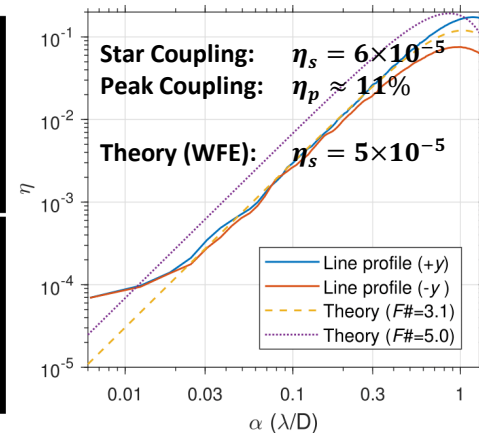 10⁻¹
10⁻²
10⁻³
10⁻⁴
10⁻⁵
η
Star Coupling: η_s = 6×10⁻⁵
Peak Coupling: η_p ≈ 11%
Theory (WFE): η_s = 5×10⁻⁵
Line profile (+y)
Line profile (-y )
Theory (F#=3.1)
Theory (F#=5.0)
0.01 0.03 0.1 0.3 1
α (λ/D)